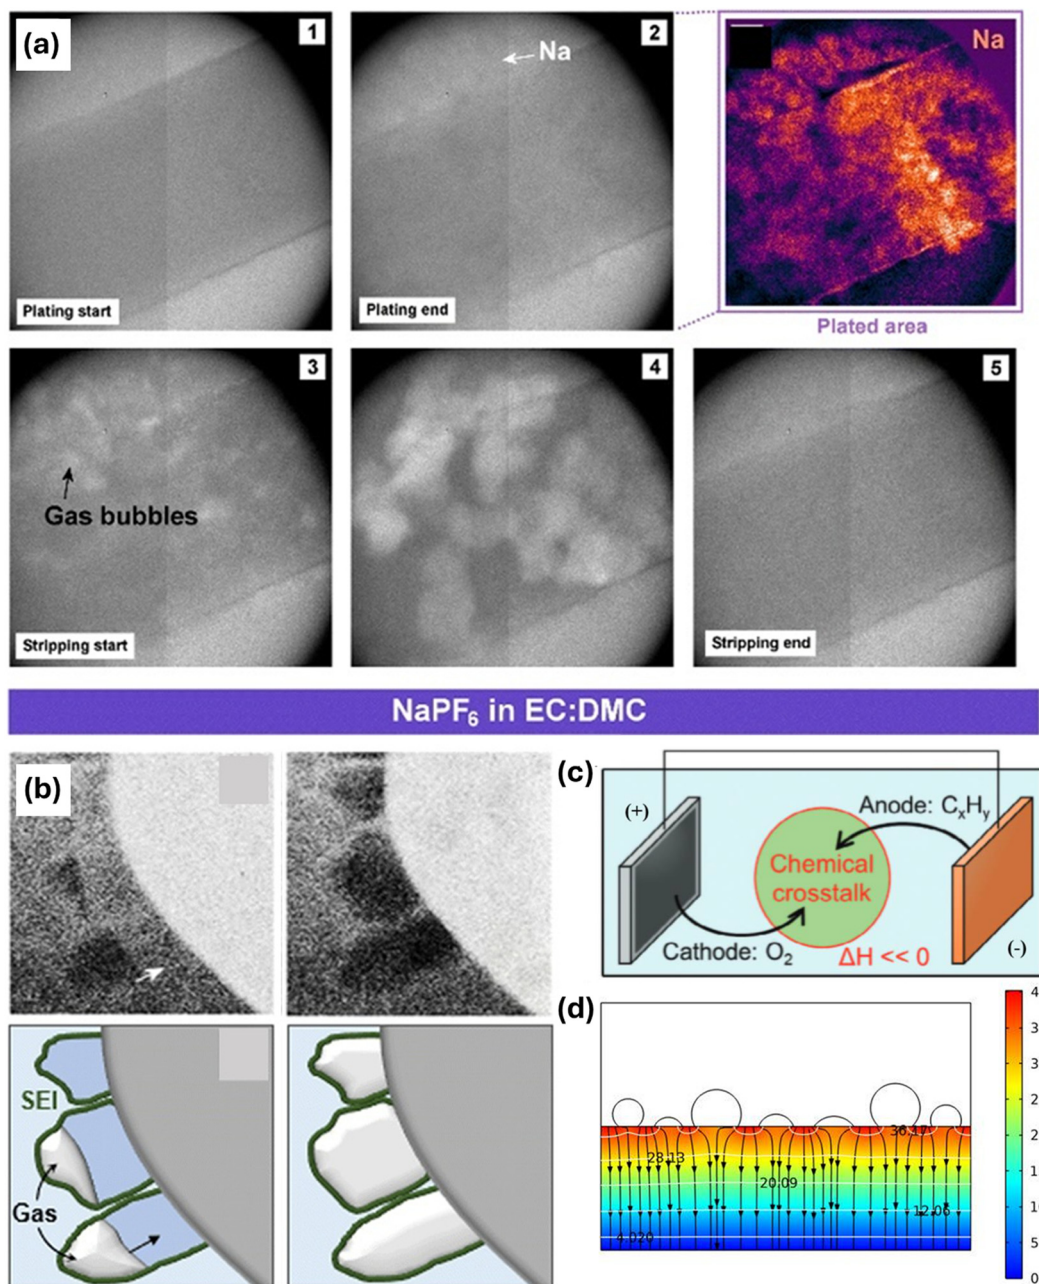 (a)
1
Plating start
2
Na
Plating end
Na
Plated area
3
Gas bubbles
Stripping start
4
5
Stripping end
NaPF₆ in EC:DMC
(b)
SEI
Gas
(c)
(+)
Anode: CₓHᵧ
Chemical
crosstalk
Cathode: O₂
ΔH << 0
(-)
(d)
36.17
28.13
20.09
12.06
4.020
4
3
3
2
2
1
10
5
0